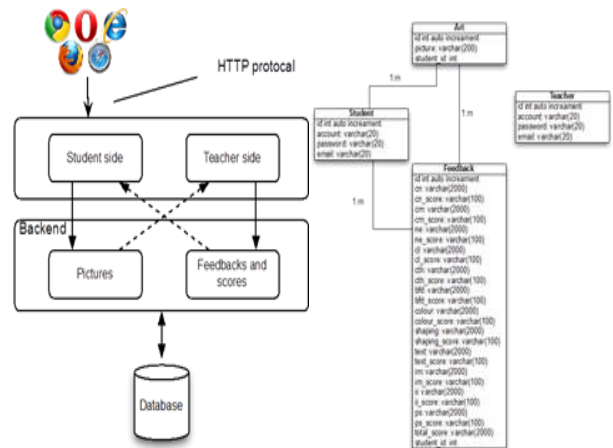 HTTP protocal
Student side
Teacher side
Backend
Pictures
Feedbacks and
scores
Database
Art
id int auto increament
picture: varchar(200)
student_id: int
1:m
1:m
Student
id int auto increament
account: varchar(20)
password: varchar(20)
email: varchar(20)
Teacher
id int auto increament
account: varchar(20)
password: varchar(20)
email: varchar(20)
1:m
Feedback
id int auto increament
cn: varchar(2000)
cn_score: varchar(100)
cm: varchar(2000)
cm_score: varchar(100)
ne: varchar(2000)
ne_score: varchar(100)
cl: varchar(2000)
cl_score: varchar(100)
cth: varchar(2000)
cth_score: varchar(100)
bfd: varchar(2000)
bfd_score: varchar(100)
colour: varchar(2000)
colour_score: varchar(100)
shaping: varchar(2000)
shaping_score: varchar(100)
text: varchar(2000)
text_score: varchar(100)
im: varchar(2000)
im_score: varchar(100)
ii: varchar(2000)
ii_score: varchar(100)
ps: varchar(2000)
ps_score: varchar(100)
total_score: varchar(2000)
student_id: int